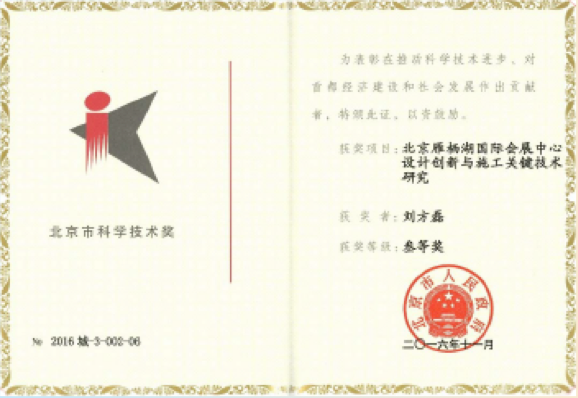 北京市科学技术奖
№ 2016城-3-002-06
为表彰在推动科学技术进步、对
首都经济建设和社会发展作出贡献
者，特颁此证，以资鼓励。
获奖项目：北京雁栖湖国际会展中心
设计创新与施工关键技术
研究
获奖者：刘方磊
获奖等级：叁等奖
北京市人民政府
二〇一六年十一月